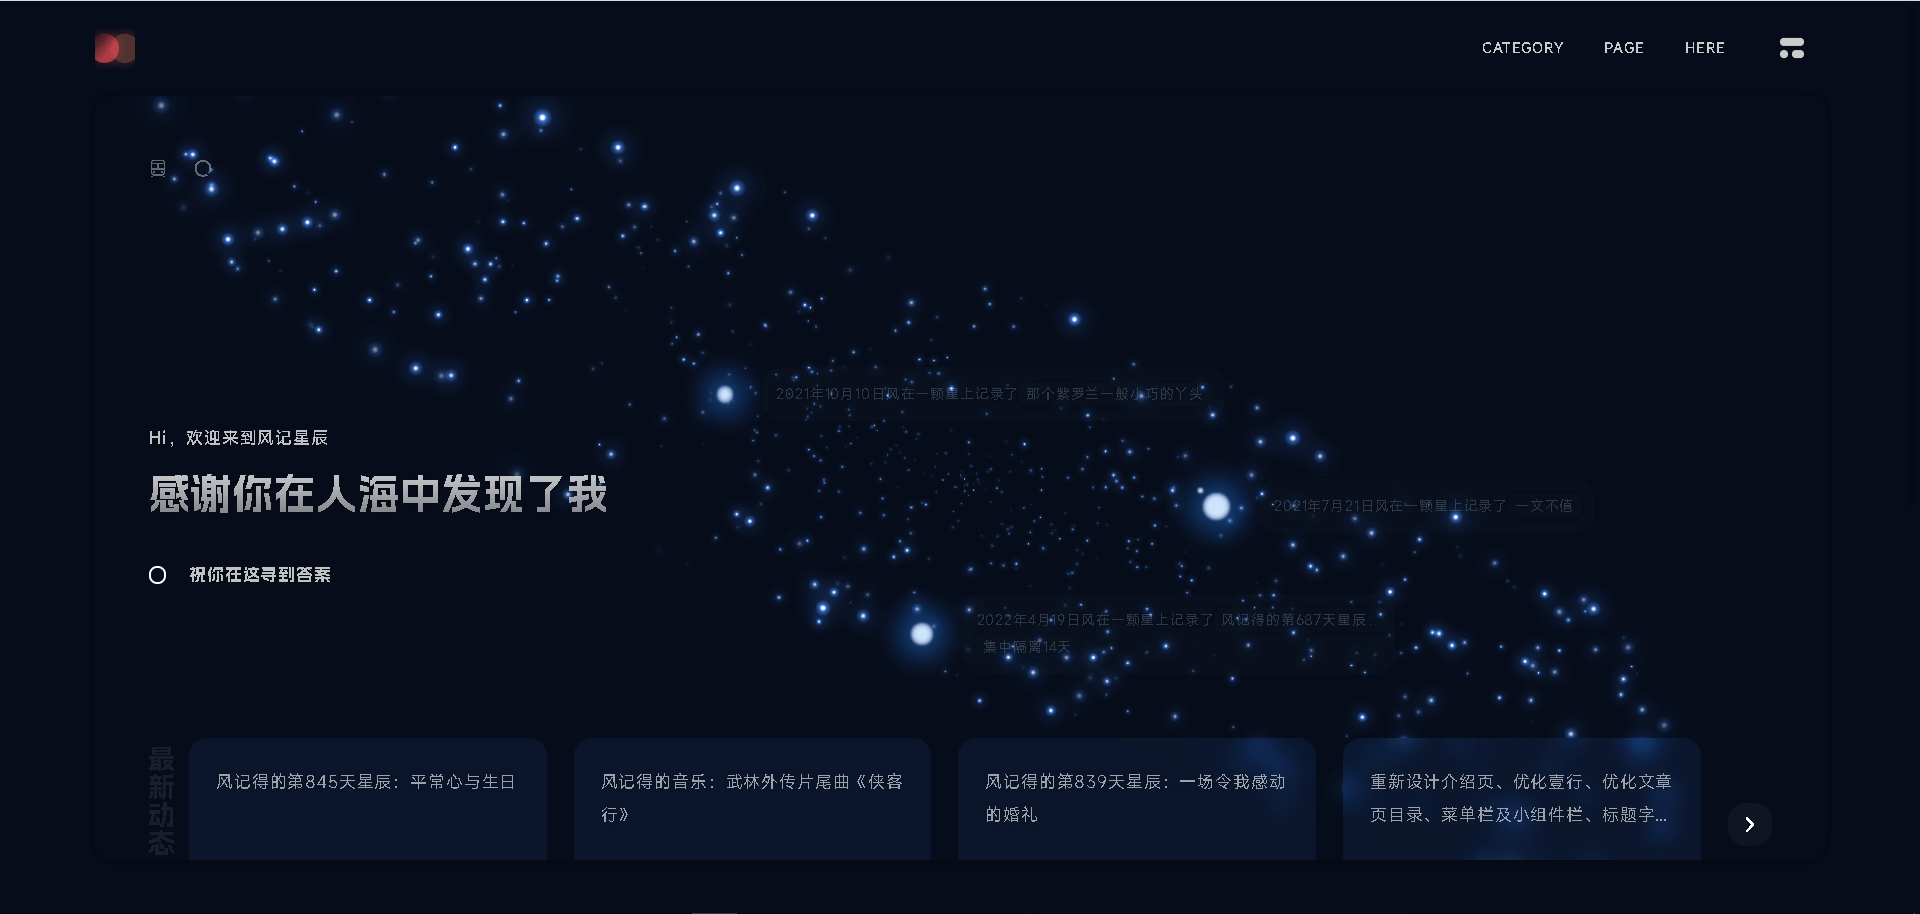 CATEGORY PAGE HERE
2021年10月10日风在一颗星上记录了 那个紫罗兰一般小巧的丫头
Hi，欢迎来到风记星辰
感谢你在人海中发现了我
2021年7月21日风在一颗星上记录了 一文不值
祝你在这寻到答案
2022年4月19日风在一颗星上记录了 风记得的第687天星辰：
集中隔离14天
最新动态
风记得的第845天星辰：平常心与生日
风记得的音乐：武林外传片尾曲《侠客
行》
风记得的第839天星辰：一场令我感动
的婚礼
重新设计介绍页、优化壹行、优化文章
页目录、菜单栏及小组件栏、标题字...